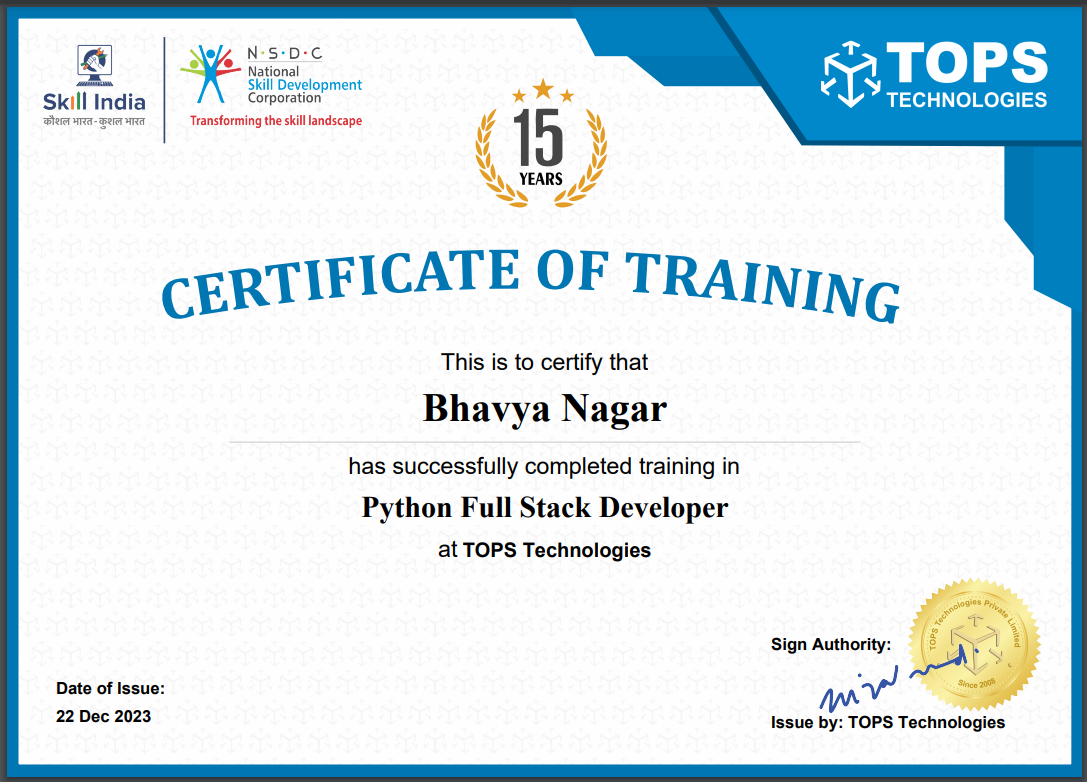 Skill India
कौशल भारत - कुशल भारत
N·S·D·C
National
Skill Development
Corporation
Transforming the skill landscape
15
YEARS
TOPS
TECHNOLOGIES
CERTIFICATE OF TRAINING
This is to certify that
Bhavya Nagar
has successfully completed training in
Python Full Stack Developer
at TOPS Technologies
Sign Authority:
TOPS Technologies Private Limited
Since 2008
Date of Issue:
22 Dec 2023
Issue by: TOPS Technologies